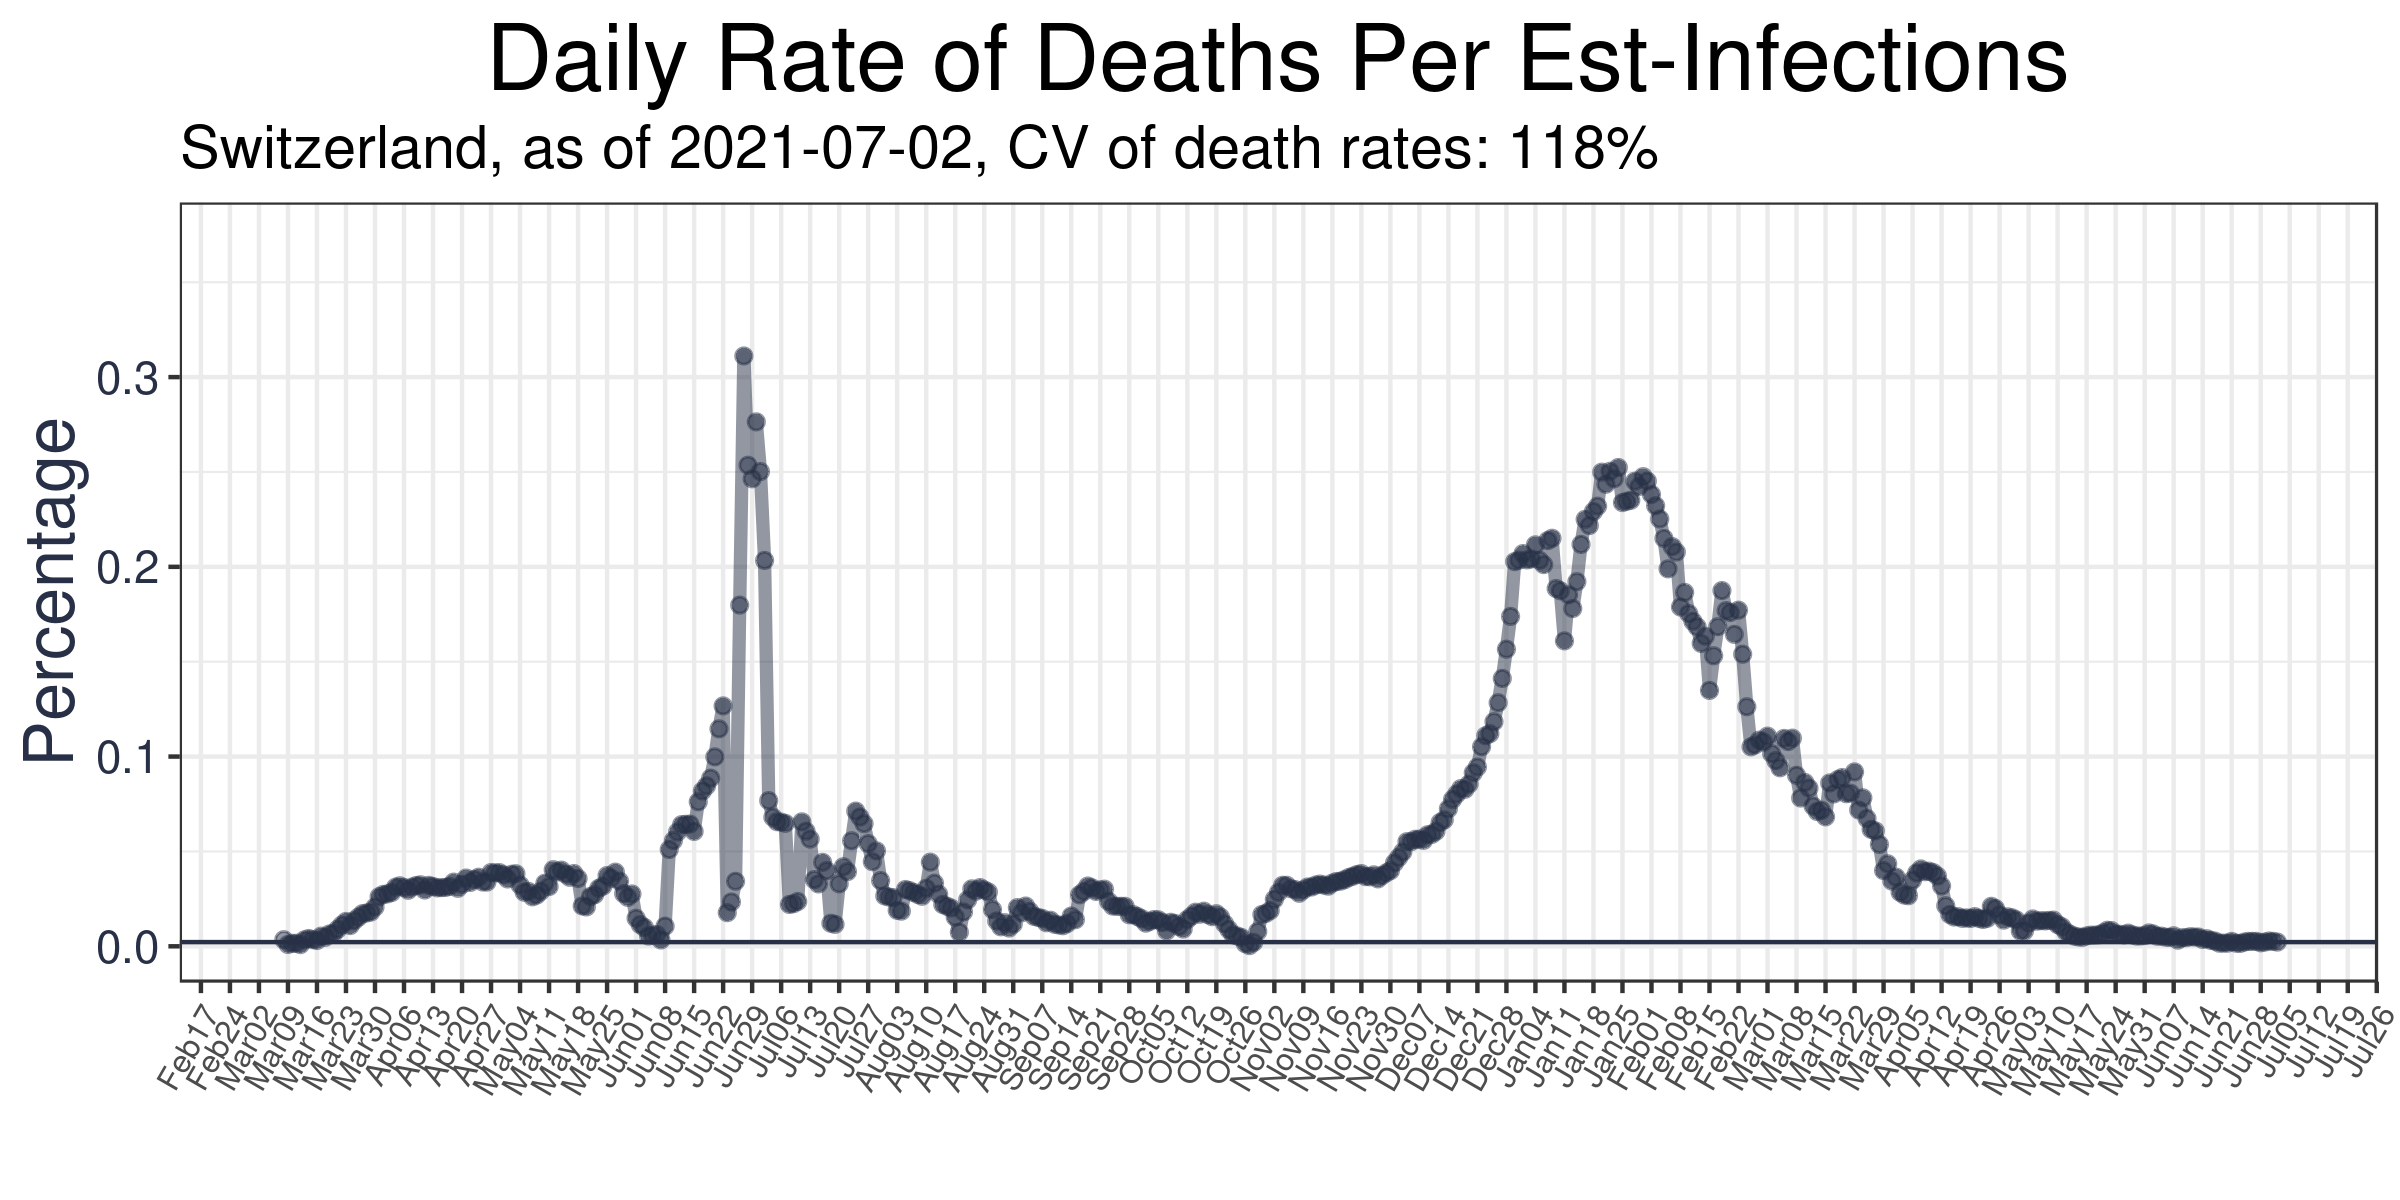 Daily Rate of Deaths Per Est-Infections
Switzerland, as of 2021-07-02, CV of death rates: 118%
Percentage
0.3
0.2
0.1
0.0
Feb17 Feb24 Mar02 Mar09 Mar16 Mar23 Mar30 Apr06 Apr13 Apr20 Apr27 May04 May11 May18 May25 Jun01 Jun08 Jun15 Jun22 Jun29 Jul06 Jul13 Jul20 Jul27 Aug03 Aug10 Aug17 Aug24 Aug31 Sep07 Sep14 Sep21 Sep28 Oct05 Oct12 Oct19 Oct26 Nov02 Nov09 Nov16 Nov23 Nov30 Dec07 Dec14 Dec21 Dec28 Jan04 Jan11 Jan18 Jan25 Feb01 Feb08 Feb15 Feb22 Mar01 Mar08 Mar15 Mar22 Mar29 Apr05 Apr12 Apr19 Apr26 May03 May10 May17 May24 May31 Jun07 Jun14 Jun21 Jun28 Jul05 Jul12 Jul19 Jul26